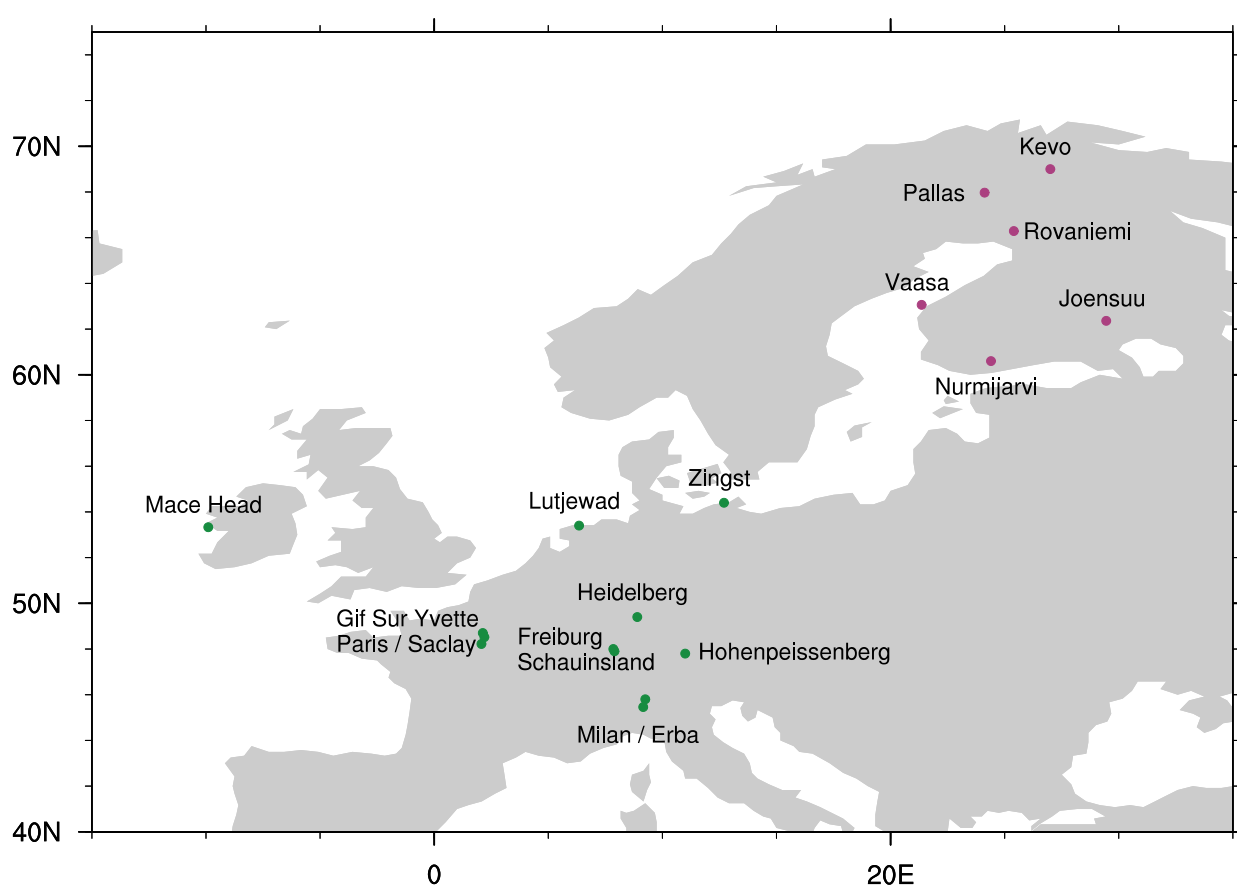 70N
Kevo
Pallas
Rovaniemi
Vaasa
Joensuu
60N
Nurmijarvi
Zingst
Mace Head
Lutjewad
50N
Heidelberg
Gif Sur Yvette
Paris / Saclay
Freiburg
Schauinsland
Hohenpeissenberg
Milan / Erba
40N
0
20E